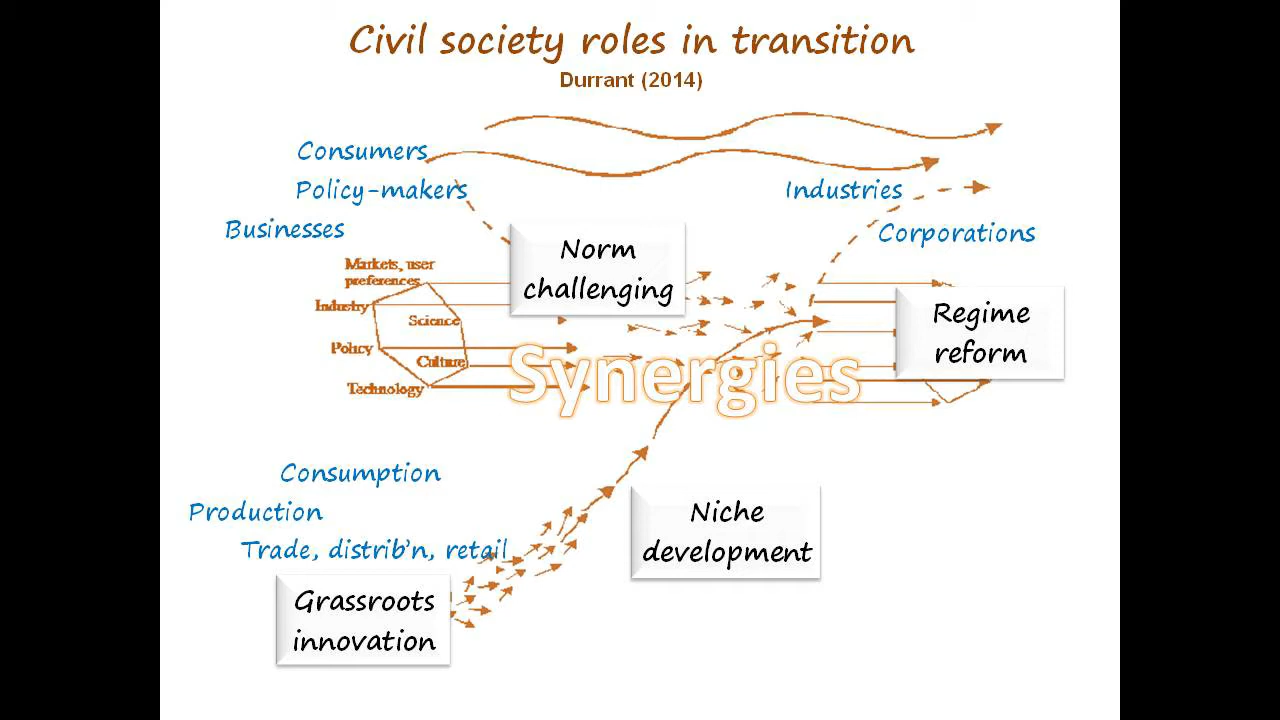 Civil society roles in transition
Durrant (2014)
Consumers
Policy-makers
Businesses
Industries
Corporations
Norm
challenging
Markets, user
preferences
Industry
Science
Policy
Culture
Technology
Regime
reform
Synergies
Consumption
Production
Trade, distrib'n, retail
Niche
development
Grassroots
innovation